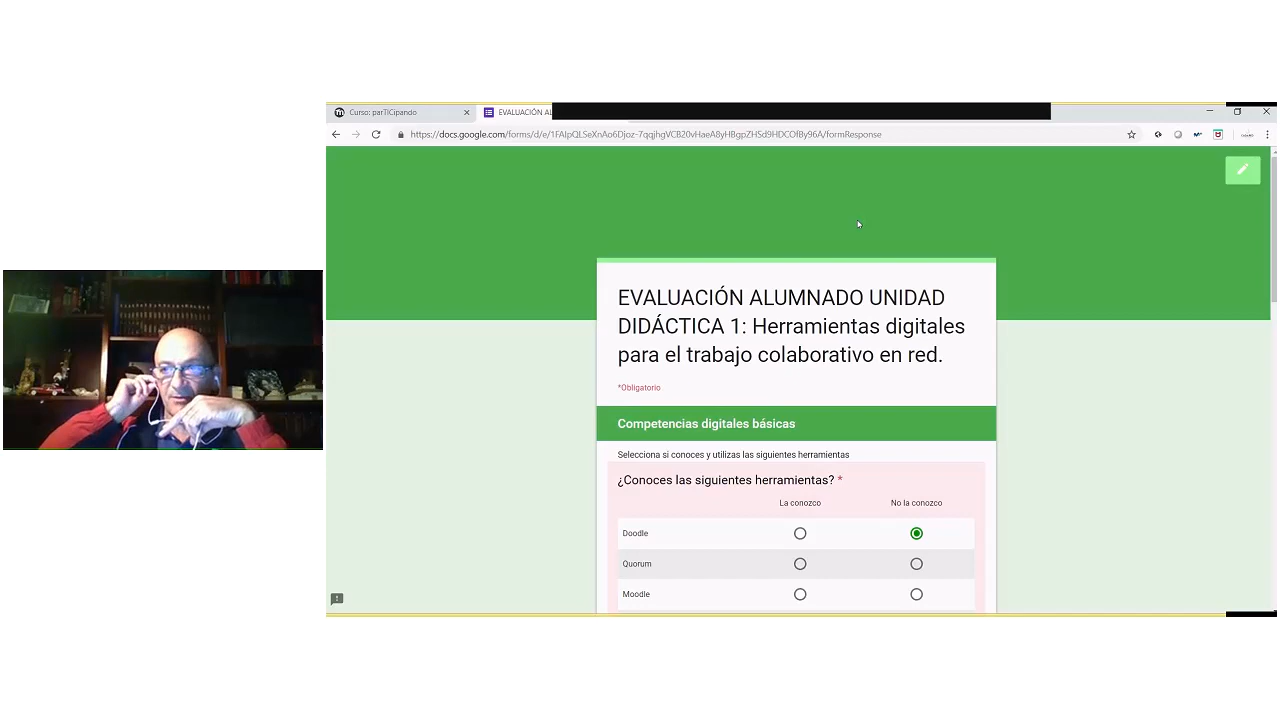 Curso: parTICipando
EVALUACIÓN AL
https://docs.google.com/forms/d/e/1FAIpQLSeXnAo6Djoz-7qqjhgVCB20vHaeA8yHBgpZHSd9HDCOfBy96A/formResponse
EVALUACIÓN ALUMNADO UNIDAD
DIDÁCTICA 1: Herramientas digitales
para el trabajo colaborativo en red.
*Obligatorio
Competencias digitales básicas
Selecciona si conoces y utilizas las siguientes herramientas
¿Conoces las siguientes herramientas? *
La conozco No la conozco
Doodle
Quorum
Moodle